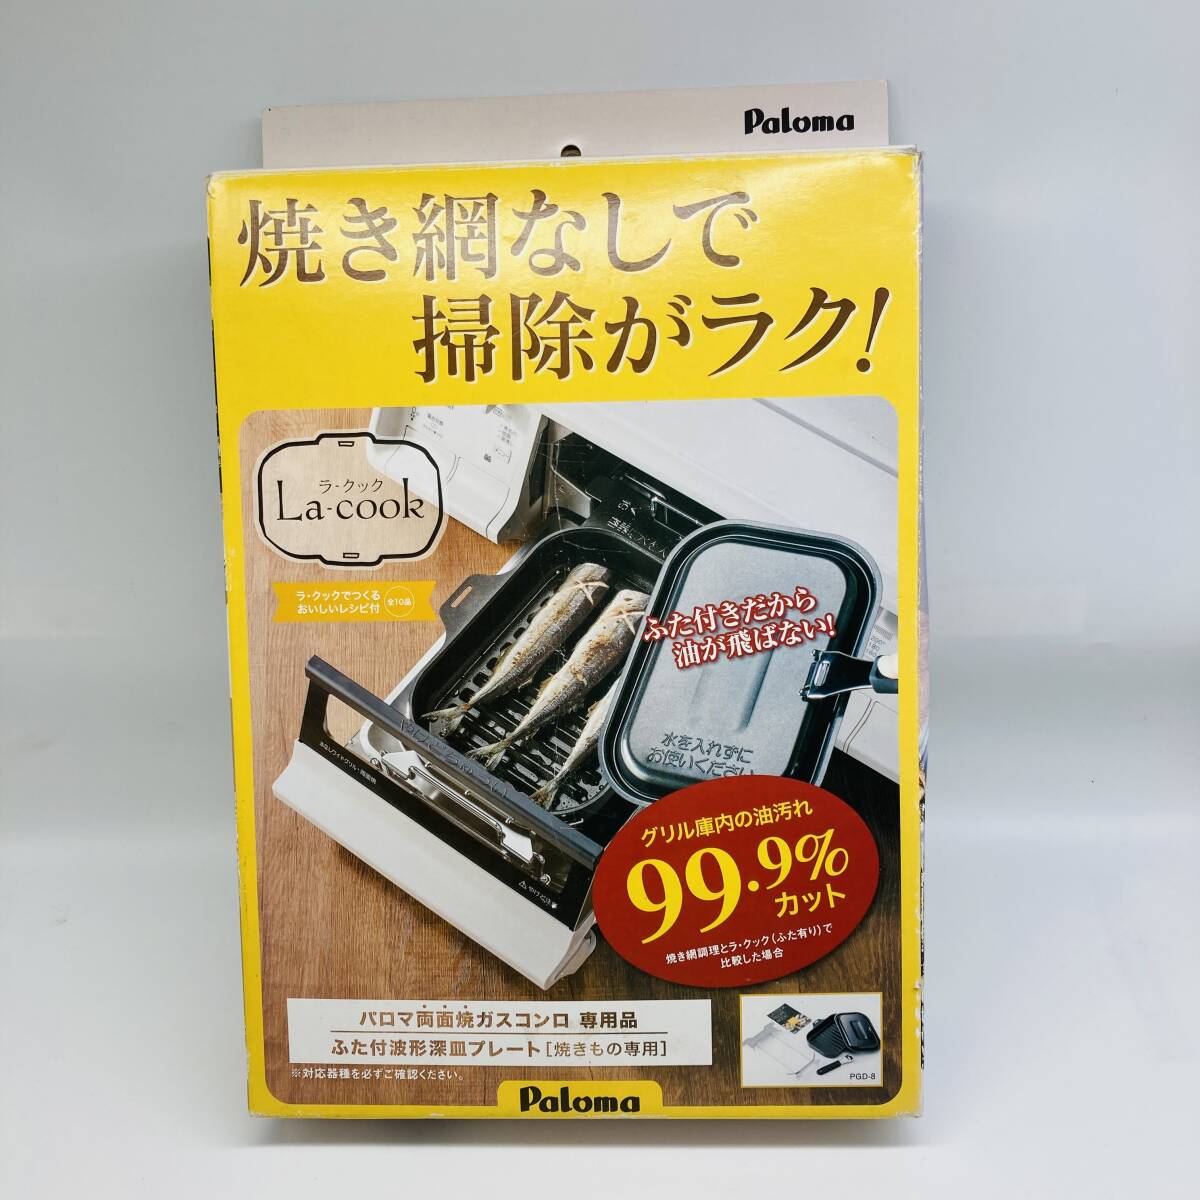 Paloma
焼き網なしで
掃除がラク!
ラ・クック
La-cook
ラ・クックでつくる
おいしいレシピ付
全10品
ふた付きだから
油が飛ばない!
水を入れずに
お使いください
グリル庫内の油汚れ
99.9%
カット
焼き網調理とラ・クック(ふた有り)で
比較した場合
パロマ両面焼ガスコンロ 専用品
ふた付波形深皿プレート[焼きもの専用]
※対応器種を必ずご確認ください。
PGD-8
Paloma